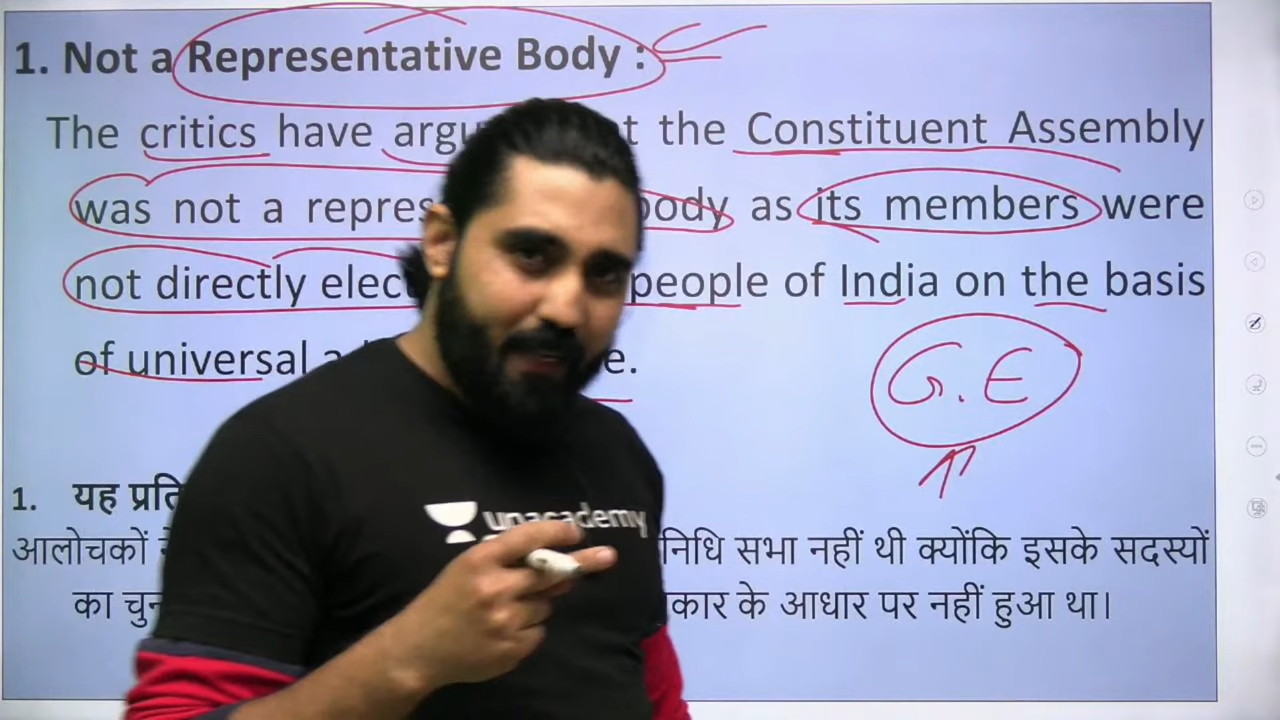 1. Not a Representative Body :
The critics have argu t the Constituent Assembly
was not a repres body as its members were
not directly elec people of India on the basis
of universal a e.
G.E
1. यह प्रति
आलोचकों निधि सभा नहीं थी क्योंकि इसके सदस्यों
का चुन कार के आधार पर नहीं हुआ था।
unacademy